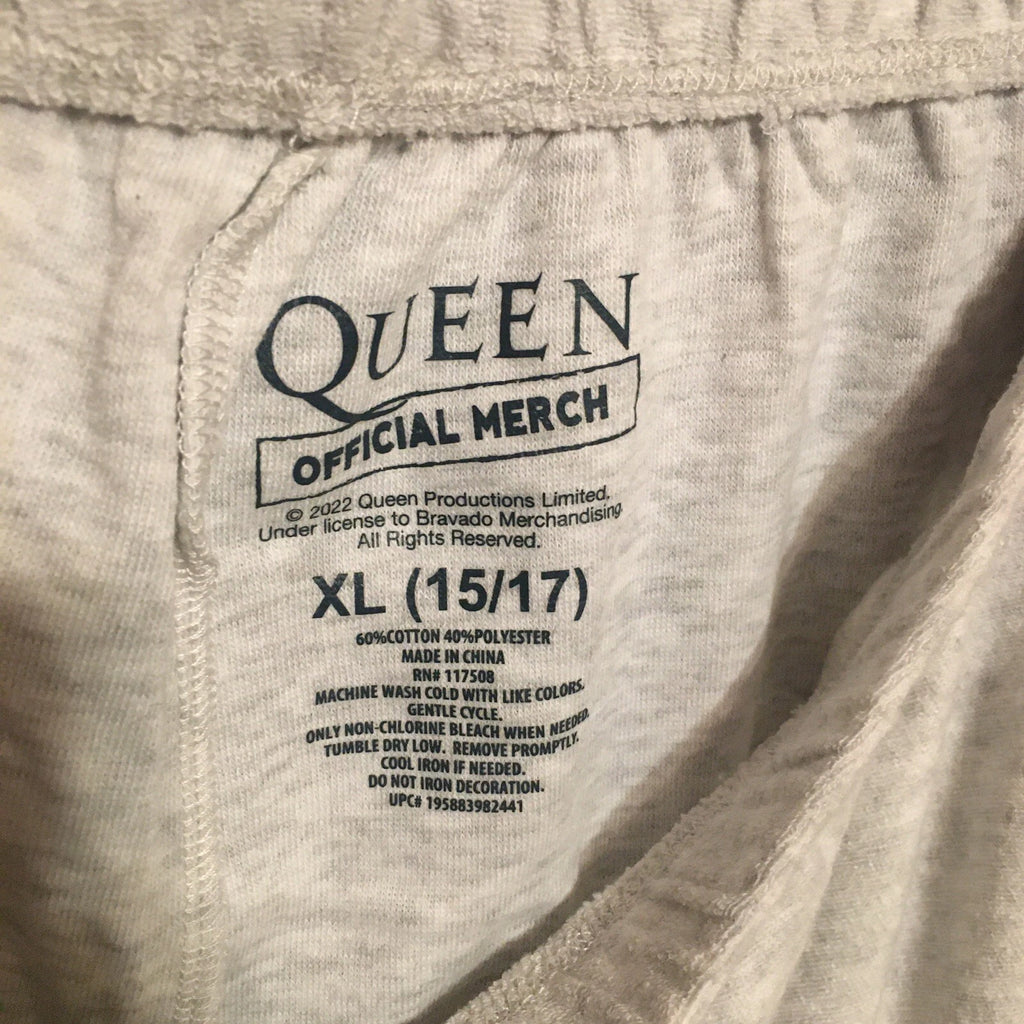 QUEEN
OFFICIAL MERCH
© 2022 Queen Productions Limited.
Under license to Bravado Merchandising
All Rights Reserved.
XL (15/17)
60%COTTON 40%POLYESTER
MADE IN CHINA
RN# 117508
MACHINE WASH COLD WITH LIKE COLORS.
GENTLE CYCLE.
ONLY NON-CHLORINE BLEACH WHEN NEEDED.
TUMBLE DRY LOW. REMOVE PROMPTLY.
COOL IRON IF NEEDED.
DO NOT IRON DECORATION.
UPC# 195883982441